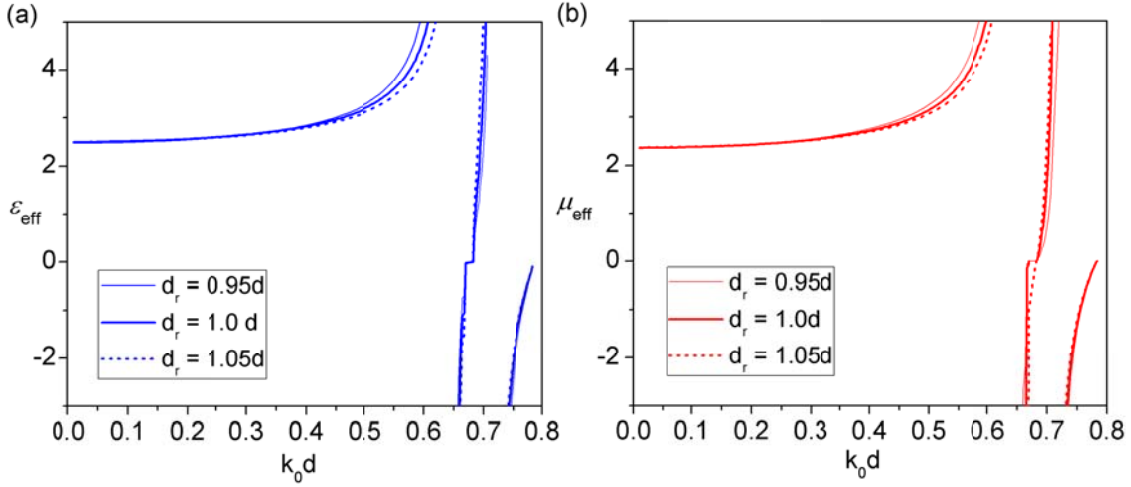 (a)
4
2
0
-2
ε_eff
d_r = 0.95d
d_r = 1.0 d
d_r = 1.05d
0.0 0.1 0.2 0.3 0.4 0.5 0.6 0.7 0.8
k_0d
(b)
4
2
0
-2
μ_eff
d_r = 0.95d
d_r = 1.0d
d_r = 1.05d
0.0 0.1 0.2 0.3 0.4 0.5 0.6 0.7 0.8
k_0d